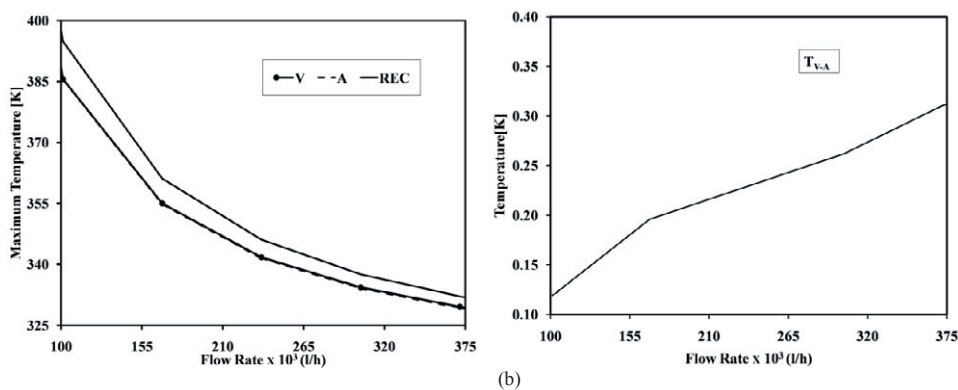 400
385
370
355
340
325
Maximum Temperature [K]
V A REC
100 155 210 265 320 375
Flow Rate x 10³ (l/h)
0.40
0.35
0.30
0.25
0.20
0.15
0.10
Temperature[K]
T_V-A
100 155 210 265 320 375
Flow Rate x 10³ (l/h)
(b)